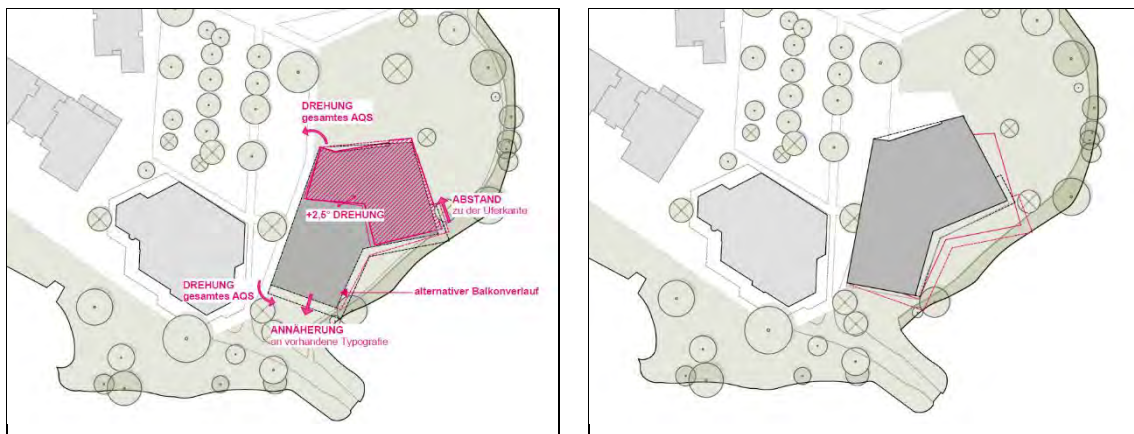 DREHUNG
gesamtes AQS
+2,5° DREHUNG
ABSTAND
zu der Uferkante
DREHUNG
gesamtes AQS
alternativer Balkonverlauf
ANNÄHERUNG
an vorhandene Typografie